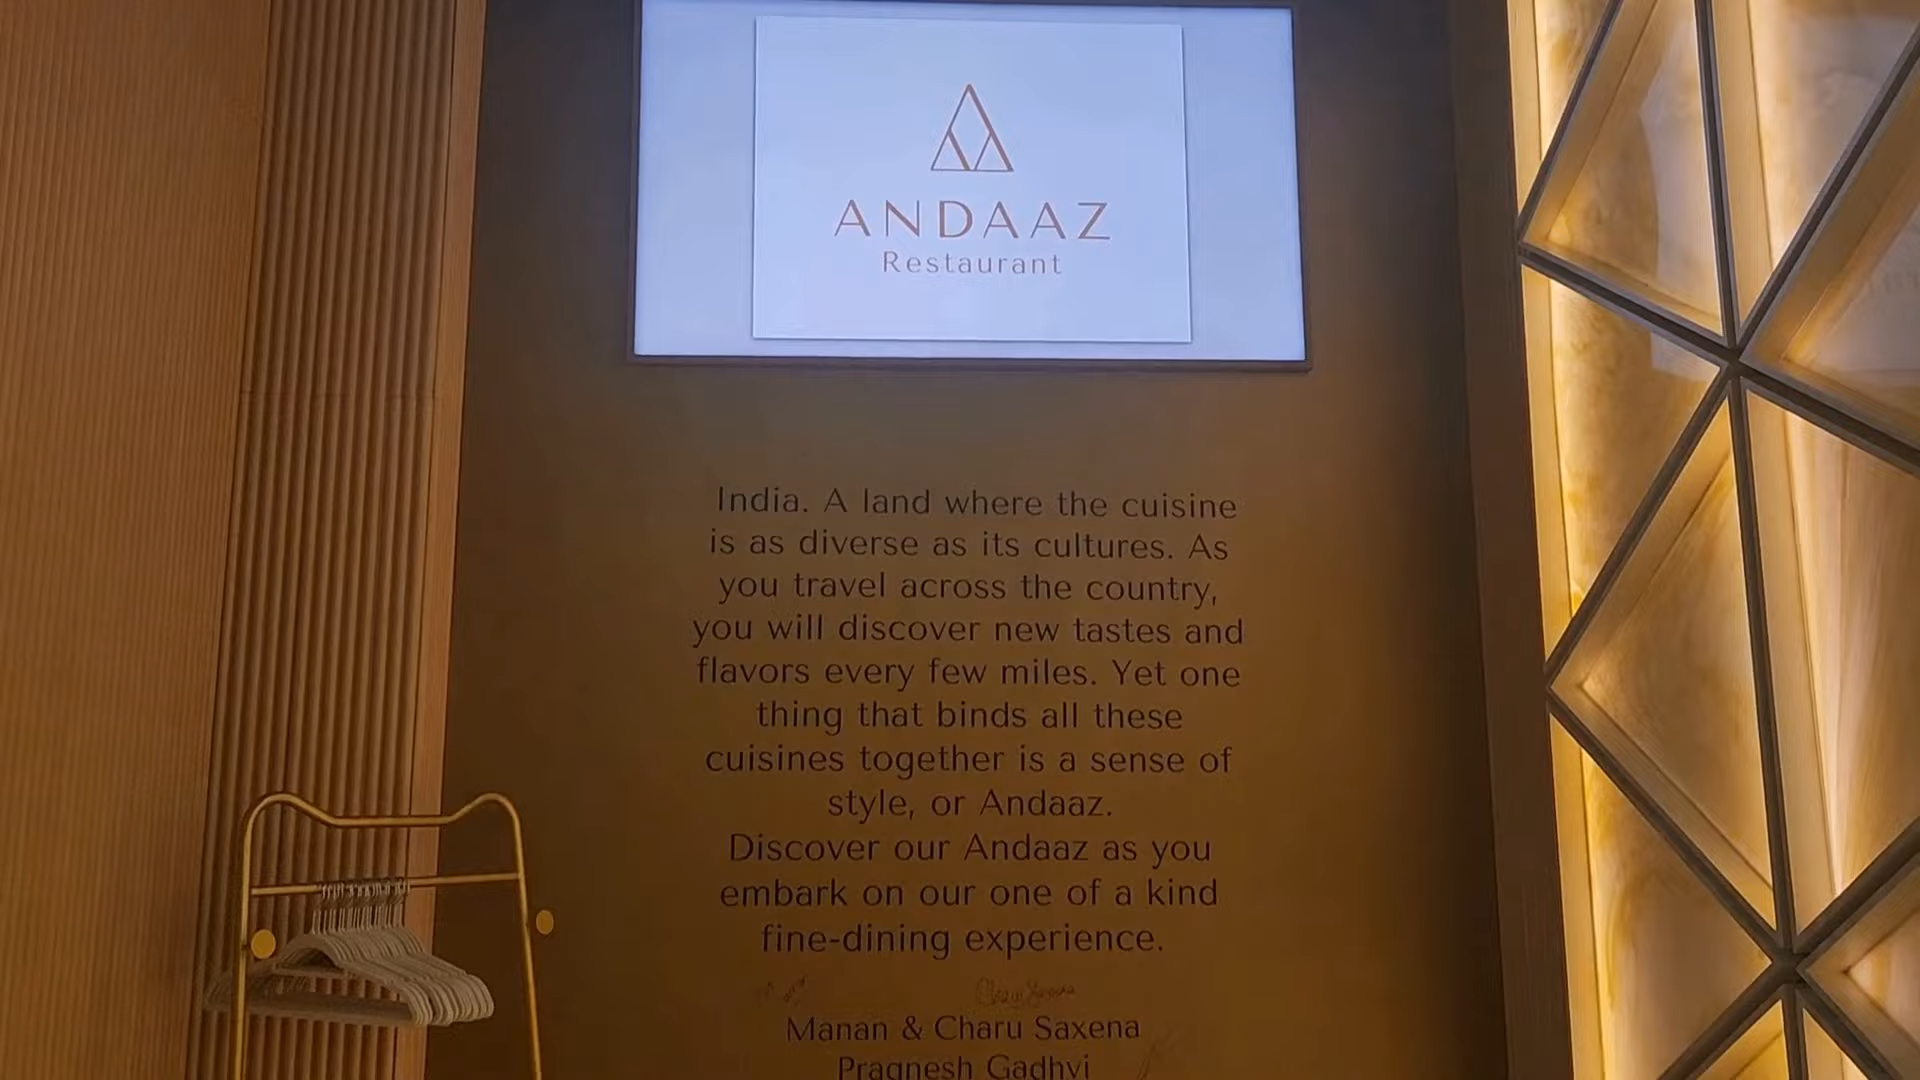 ANDAAZ
Restaurant
India. A land where the cuisine
is as diverse as its cultures. As
you travel across the country,
you will discover new tastes and
flavors every few miles. Yet one
thing that binds all these
cuisines together is a sense of
style, or Andaaz.
Discover our Andaaz as you
embark on our one of a kind
fine-dining experience.
Manan & Charu Saxena
Pragnesh Gadhvi